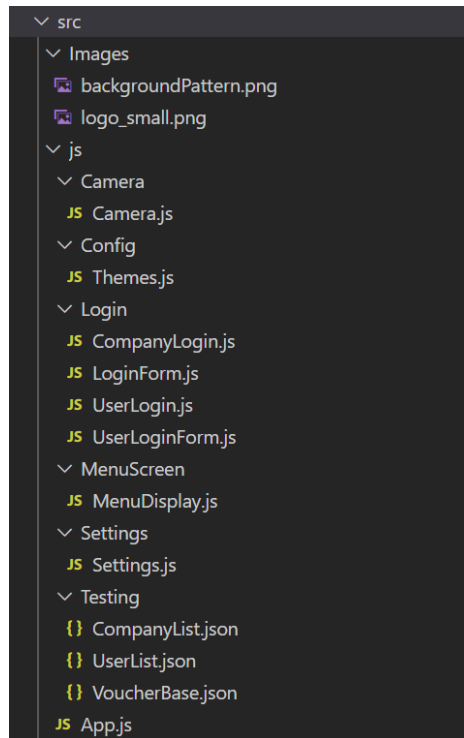 src
Images
backgroundPattern.png
logo_small.png
js
Camera
JS Camera.js
Config
JS Themes.js
Login
JS CompanyLogin.js
JS LoginForm.js
JS UserLogin.js
JS UserLoginForm.js
MenuScreen
JS MenuDisplay.js
Settings
JS Settings.js
Testing
{} CompanyList.json
{} UserList.json
{} VoucherBase.json
JS App.js